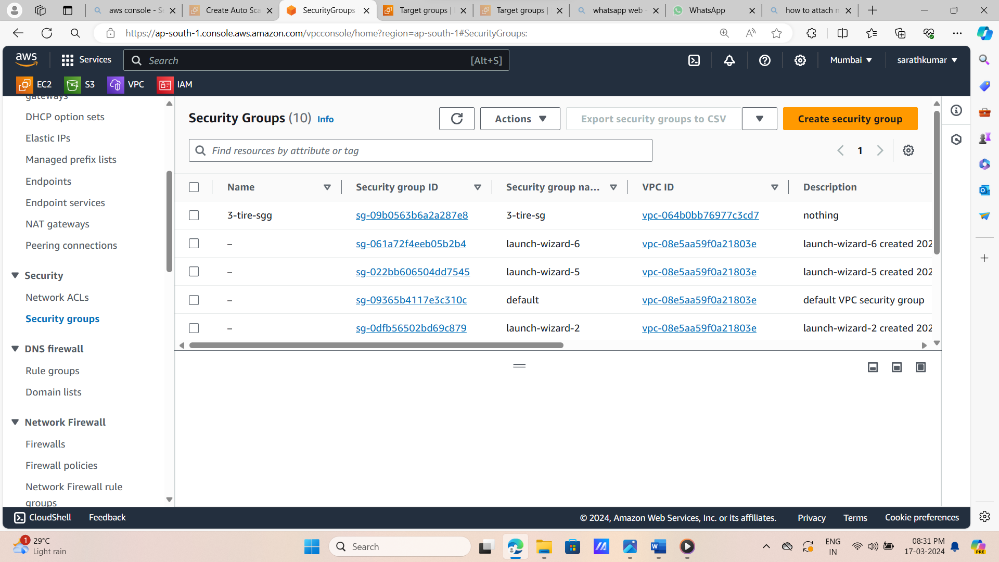 aws console - S
Create Auto Sca
SecurityGroups
Target groups |
Target groups |
whatsapp web -
WhatsApp
how to attach m
https://ap-south-1.console.aws.amazon.com/vpcconsole/home?region=ap-south-1#SecurityGroups:
aws
Services
Search
[Alt+S]
Mumbai
sarathkumar
EC2
S3
VPC
IAM
gateways
DHCP option sets
Elastic IPs
Managed prefix lists
Endpoints
Endpoint services
NAT gateways
Peering connections
Security
Network ACLs
Security groups
DNS firewall
Rule groups
Domain lists
Network Firewall
Firewalls
Firewall policies
Network Firewall rule
groups
Security Groups (10) Info
Actions
Export security groups to CSV
Create security group
Find resources by attribute or tag
1
Name Security group ID Security group na... VPC ID Description
3-tire-sgg sg-09b0563b6a2a287e8 3-tire-sg vpc-064b0bb76977c3cd7 nothing
– sg-061a72f4eeb05b2b4 launch-wizard-6 vpc-08e5aa59f0a21803e launch-wizard-6 created 202
– sg-022bb606504dd7545 launch-wizard-5 vpc-08e5aa59f0a21803e launch-wizard-5 created 202
– sg-09365b4117e3c310c default vpc-08e5aa59f0a21803e default VPC security group
– sg-0dfb56502bd69c879 launch-wizard-2 vpc-08e5aa59f0a21803e launch-wizard-2 created 202
CloudShell
Feedback
© 2024, Amazon Web Services, Inc. or its affiliates.
Privacy
Terms
Cookie preferences
1
29°C
Light rain
Search
ENG
IN
08:31 PM
17-03-2024